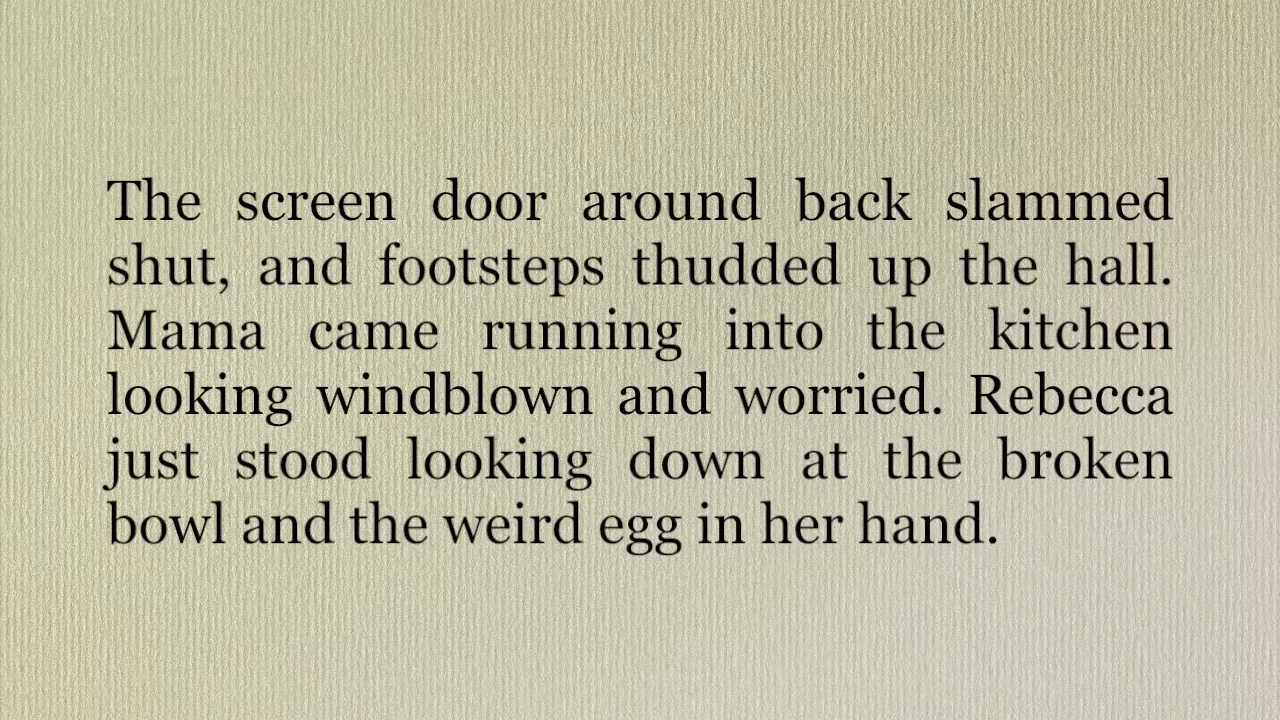 The screen door around back slammed
shut, and footsteps thudded up the hall.
Mama came running into the kitchen
looking windblown and worried. Rebecca
just stood looking down at the broken
bowl and the weird egg in her hand.